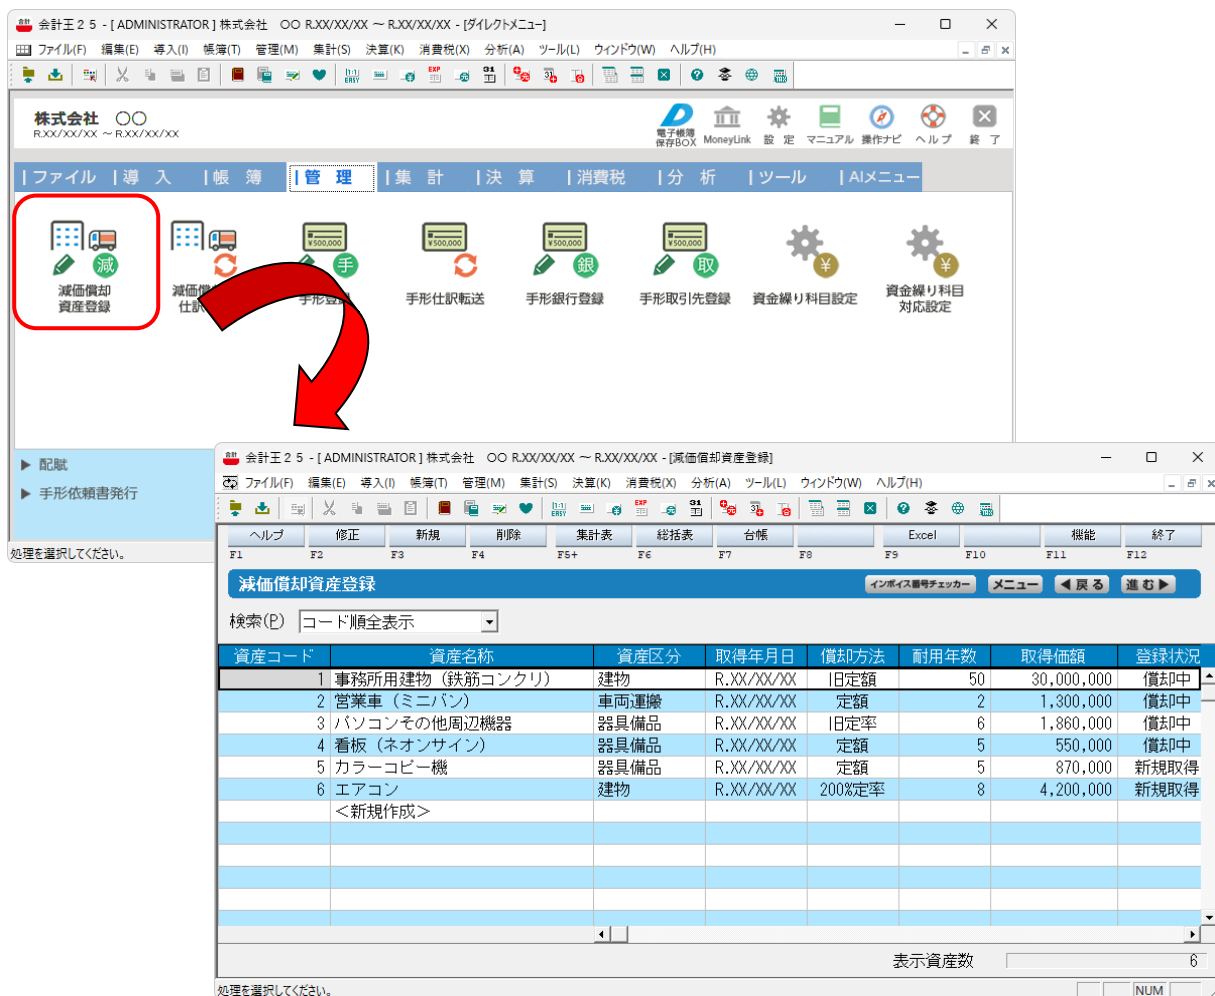 会計王２５ - [ ADMINISTRATOR ] 株式会社　〇〇 R.XX/XX/XX ～ R.XX/XX/XX - [ダイレクトメニュー]
ファイル(F) 編集(E) 導入(I) 帳簿(T) 管理(M) 集計(S) 決算(K) 消費税(X) 分析(A) ツール(L) ウィンドウ(W) ヘルプ(H)
株式会社　〇〇
R.XX/XX/XX ～ R.XX/XX/XX
電子帳簿保存BOX MoneyLink 設 定 マニュアル 操作ナビ ヘルプ 終 了
ファイル 導 入 帳 簿 管 理 集 計 決 算 消費税 分 析 ツール AIメニュー
¥500,000 ¥500,000 ¥500,000 ¥500,000
減 手 銀 取 ¥ ¥
減価償却 資産登録
減価償
仕訳
手形登録
手形仕訳転送
手形銀行登録
手形取引先登録
資金繰り科目設定
資金繰り科目 対応設定
配賦
手形依頼書発行
処理を選択してください。
会計王２５ - [ ADMINISTRATOR ] 株式会社　〇〇 R.XX/XX/XX ～ R.XX/XX/XX - [減価償却資産登録]
ファイル(F) 編集(E) 導入(I) 帳簿(T) 管理(M) 集計(S) 決算(K) 消費税(X) 分析(A) ツール(L) ウィンドウ(W) ヘルプ(H)
ヘルプ 修正 新規 削除 集計表 総括表 台帳 Excel 機能 終了
F1 F2 F3 F4 F5+ F6 F7 F8 F9 F10 F11 F12
減価償却資産登録 インボイス番号チェッカー メニュー ◀戻る 進む▶
検索(P) コード順全表示
資産コード 資産名称 資産区分 取得年月日 償却方法 耐用年数 取得価額 登録状況
1 事務所用建物（鉄筋コンクリ） 建物 R.XX/XX/XX 旧定額 50 30,000,000 償却中
2 営業車（ミニバン） 車両運搬 R.XX/XX/XX 定額 2 1,300,000 償却中
3 パソコンその他周辺機器 器具備品 R.XX/XX/XX 旧定率 6 1,860,000 償却中
4 看板（ネオンサイン） 器具備品 R.XX/XX/XX 定額 5 550,000 償却中
5 カラーコピー機 器具備品 R.XX/XX/XX 定額 5 870,000 新規取得
6 エアコン 建物 R.XX/XX/XX 200%定率 8 4,200,000 新規取得
＜新規作成＞
表示資産数 6
処理を選択してください。 NUM